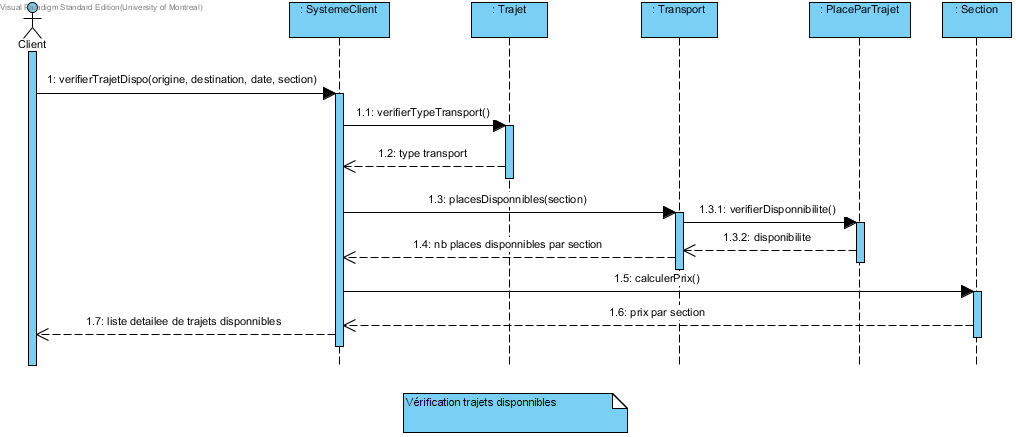 Visual Paradigm Standard Edition(University of Montreal)
: SystemeClient
: Trajet
: Transport
: PlaceParTrajet
: Section
Client
1: verifierTrajetDispo(origine, destination, date, section)
1.1: verifierTypeTransport()
1.2: type transport
1.3: placesDisponnibles(section)
1.3.1: verifierDisponnibilite()
1.3.2: disponibilite
1.4: nb places disponnibles par section
1.5: calculerPrix()
1.6: prix par section
1.7: liste detailee de trajets disponnibles
Vérification trajets disponnibles